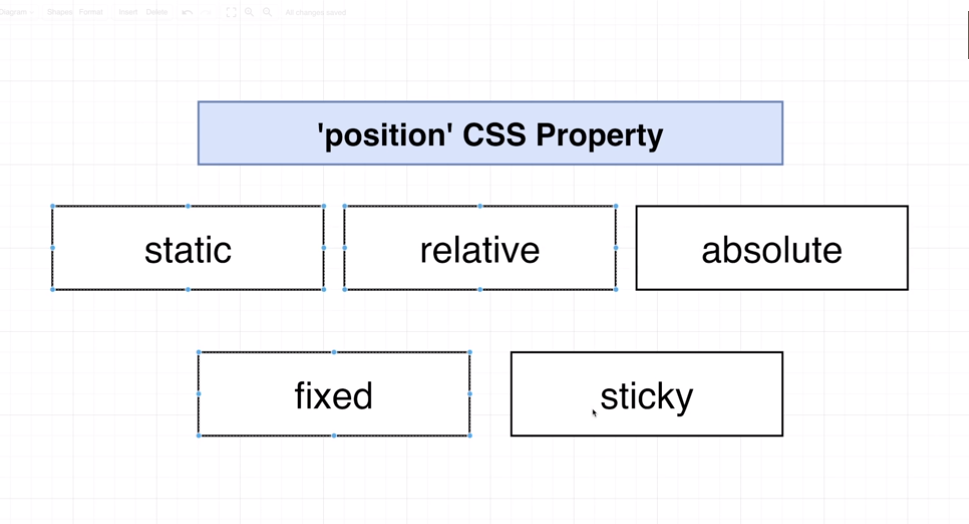 Diagram
Shapes Format Insert Delete All changes saved
'position' CSS Property
static relative absolute
fixed sticky